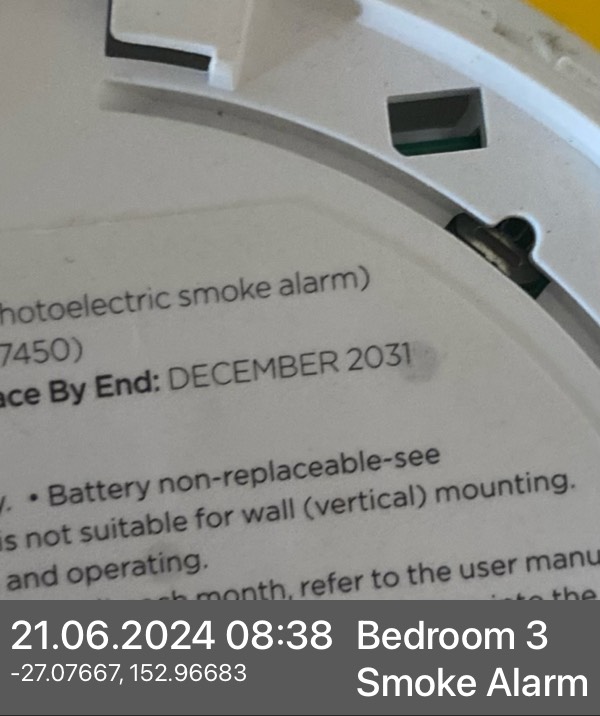 hotoelectric smoke alarm)
7450)
ace By End: DECEMBER 2031
y. • Battery non-replaceable-see
is not suitable for wall (vertical) mounting.
and operating.
month, refer to the user manu
the
21.06.2024 08:38
-27.07667, 152.96683
Bedroom 3
Smoke Alarm